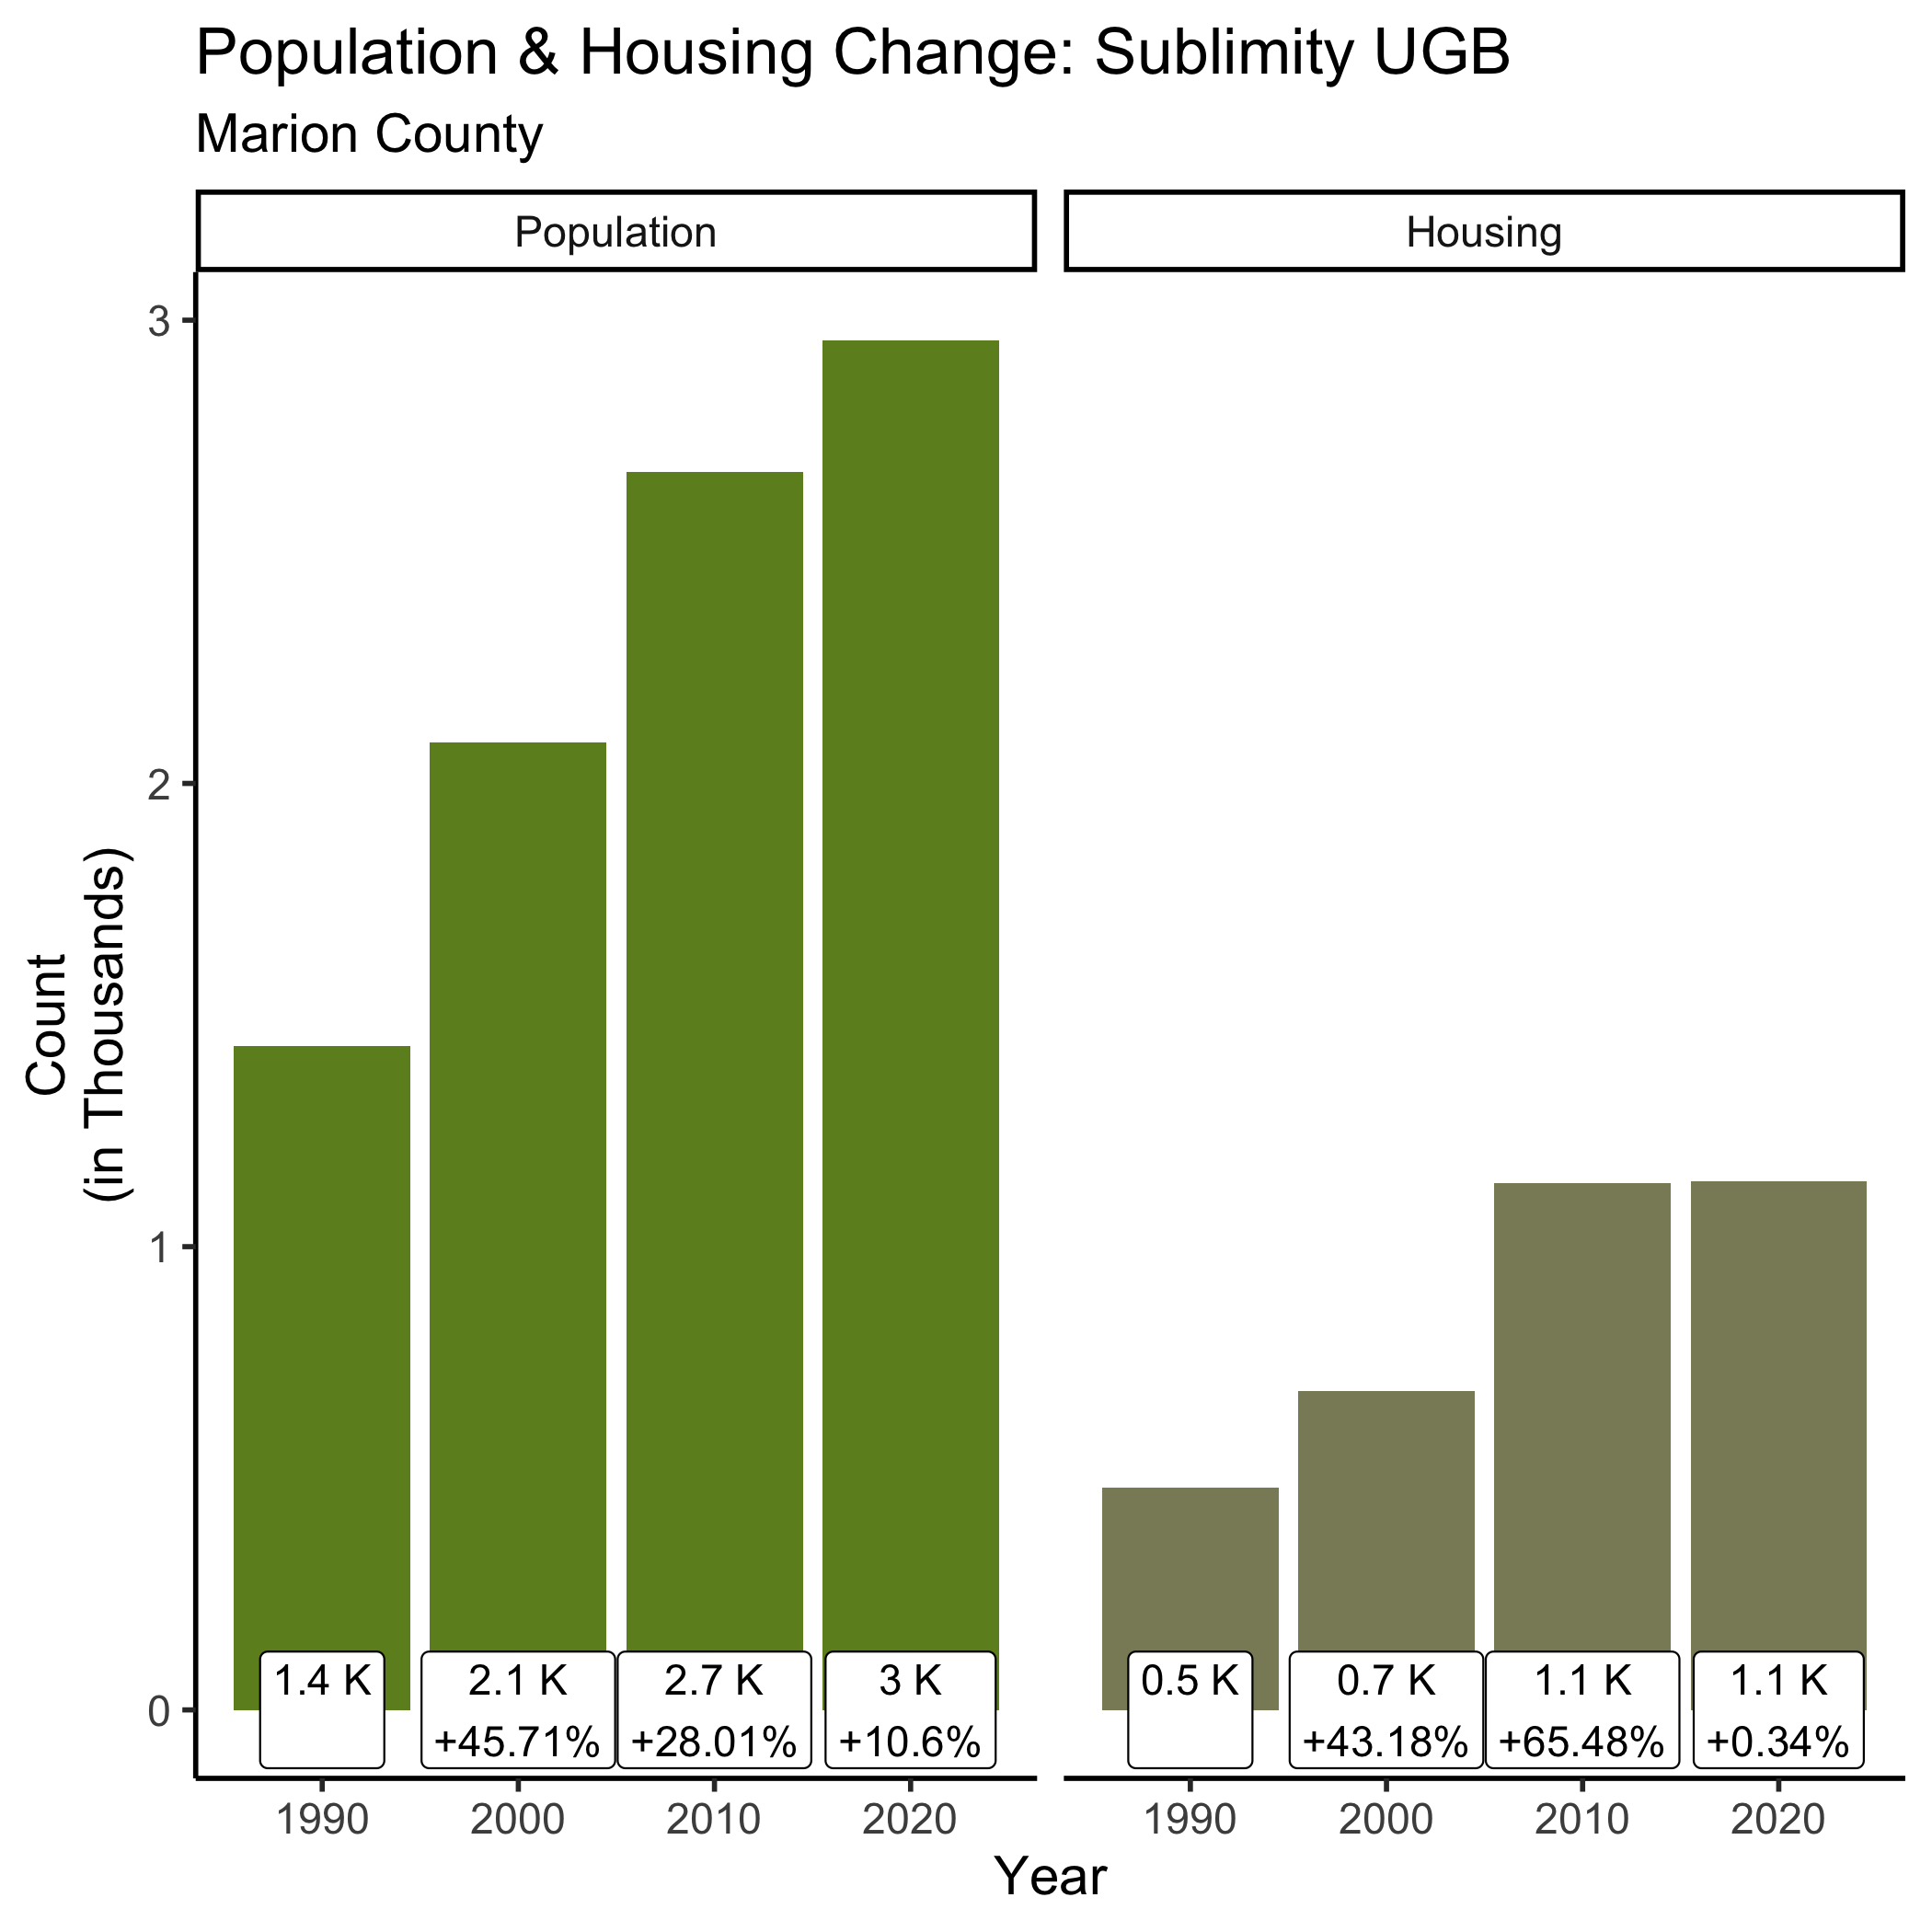 Population & Housing Change: Sublimity UGB
Marion County
Population
Housing
Count
(in Thousands)
3
2
1
0
1.4 K
2.1 K
+45.71%
2.7 K
+28.01%
3 K
+10.6%
0.5 K
0.7 K
+43.18%
1.1 K
+65.48%
1.1 K
+0.34%
1990
2000
2010
2020
1990
2000
2010
2020
Year